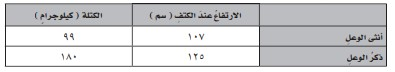 الارتفاعُ عندَ الكتفِ ( سم ) الكتلة ( كيلوجرامِ )
أنثى الوعلِ ١٠٧ ٩٩
ذكرُ الوعلِ ١٢٥ ١٨٠